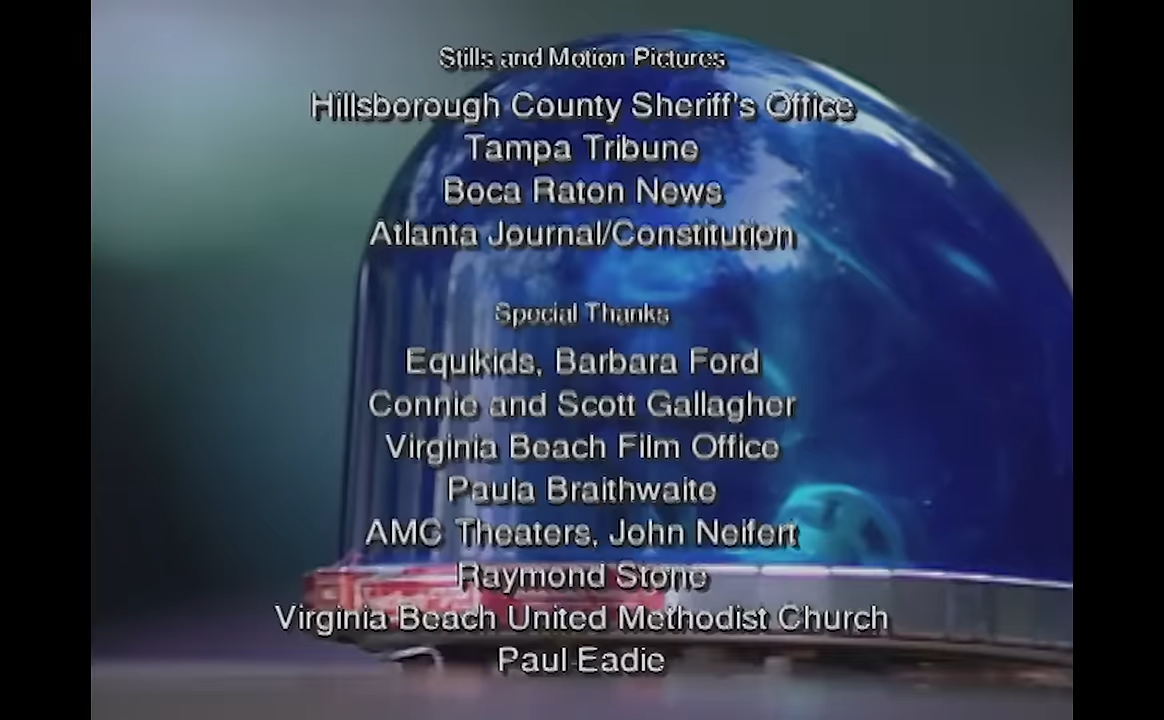 Stills and Motion Pictures
Hillsborough County Sheriff's Office
Tampa Tribune
Boca Raton News
Atlanta Journal/Constitution
Special Thanks
Equikids, Barbara Ford
Connie and Scott Gallagher
Virginia Beach Film Office
Paula Braithwaite
AMC Theaters, John Neifert
Raymond Stone
Virginia Beach United Methodist Church
Paul Eadie